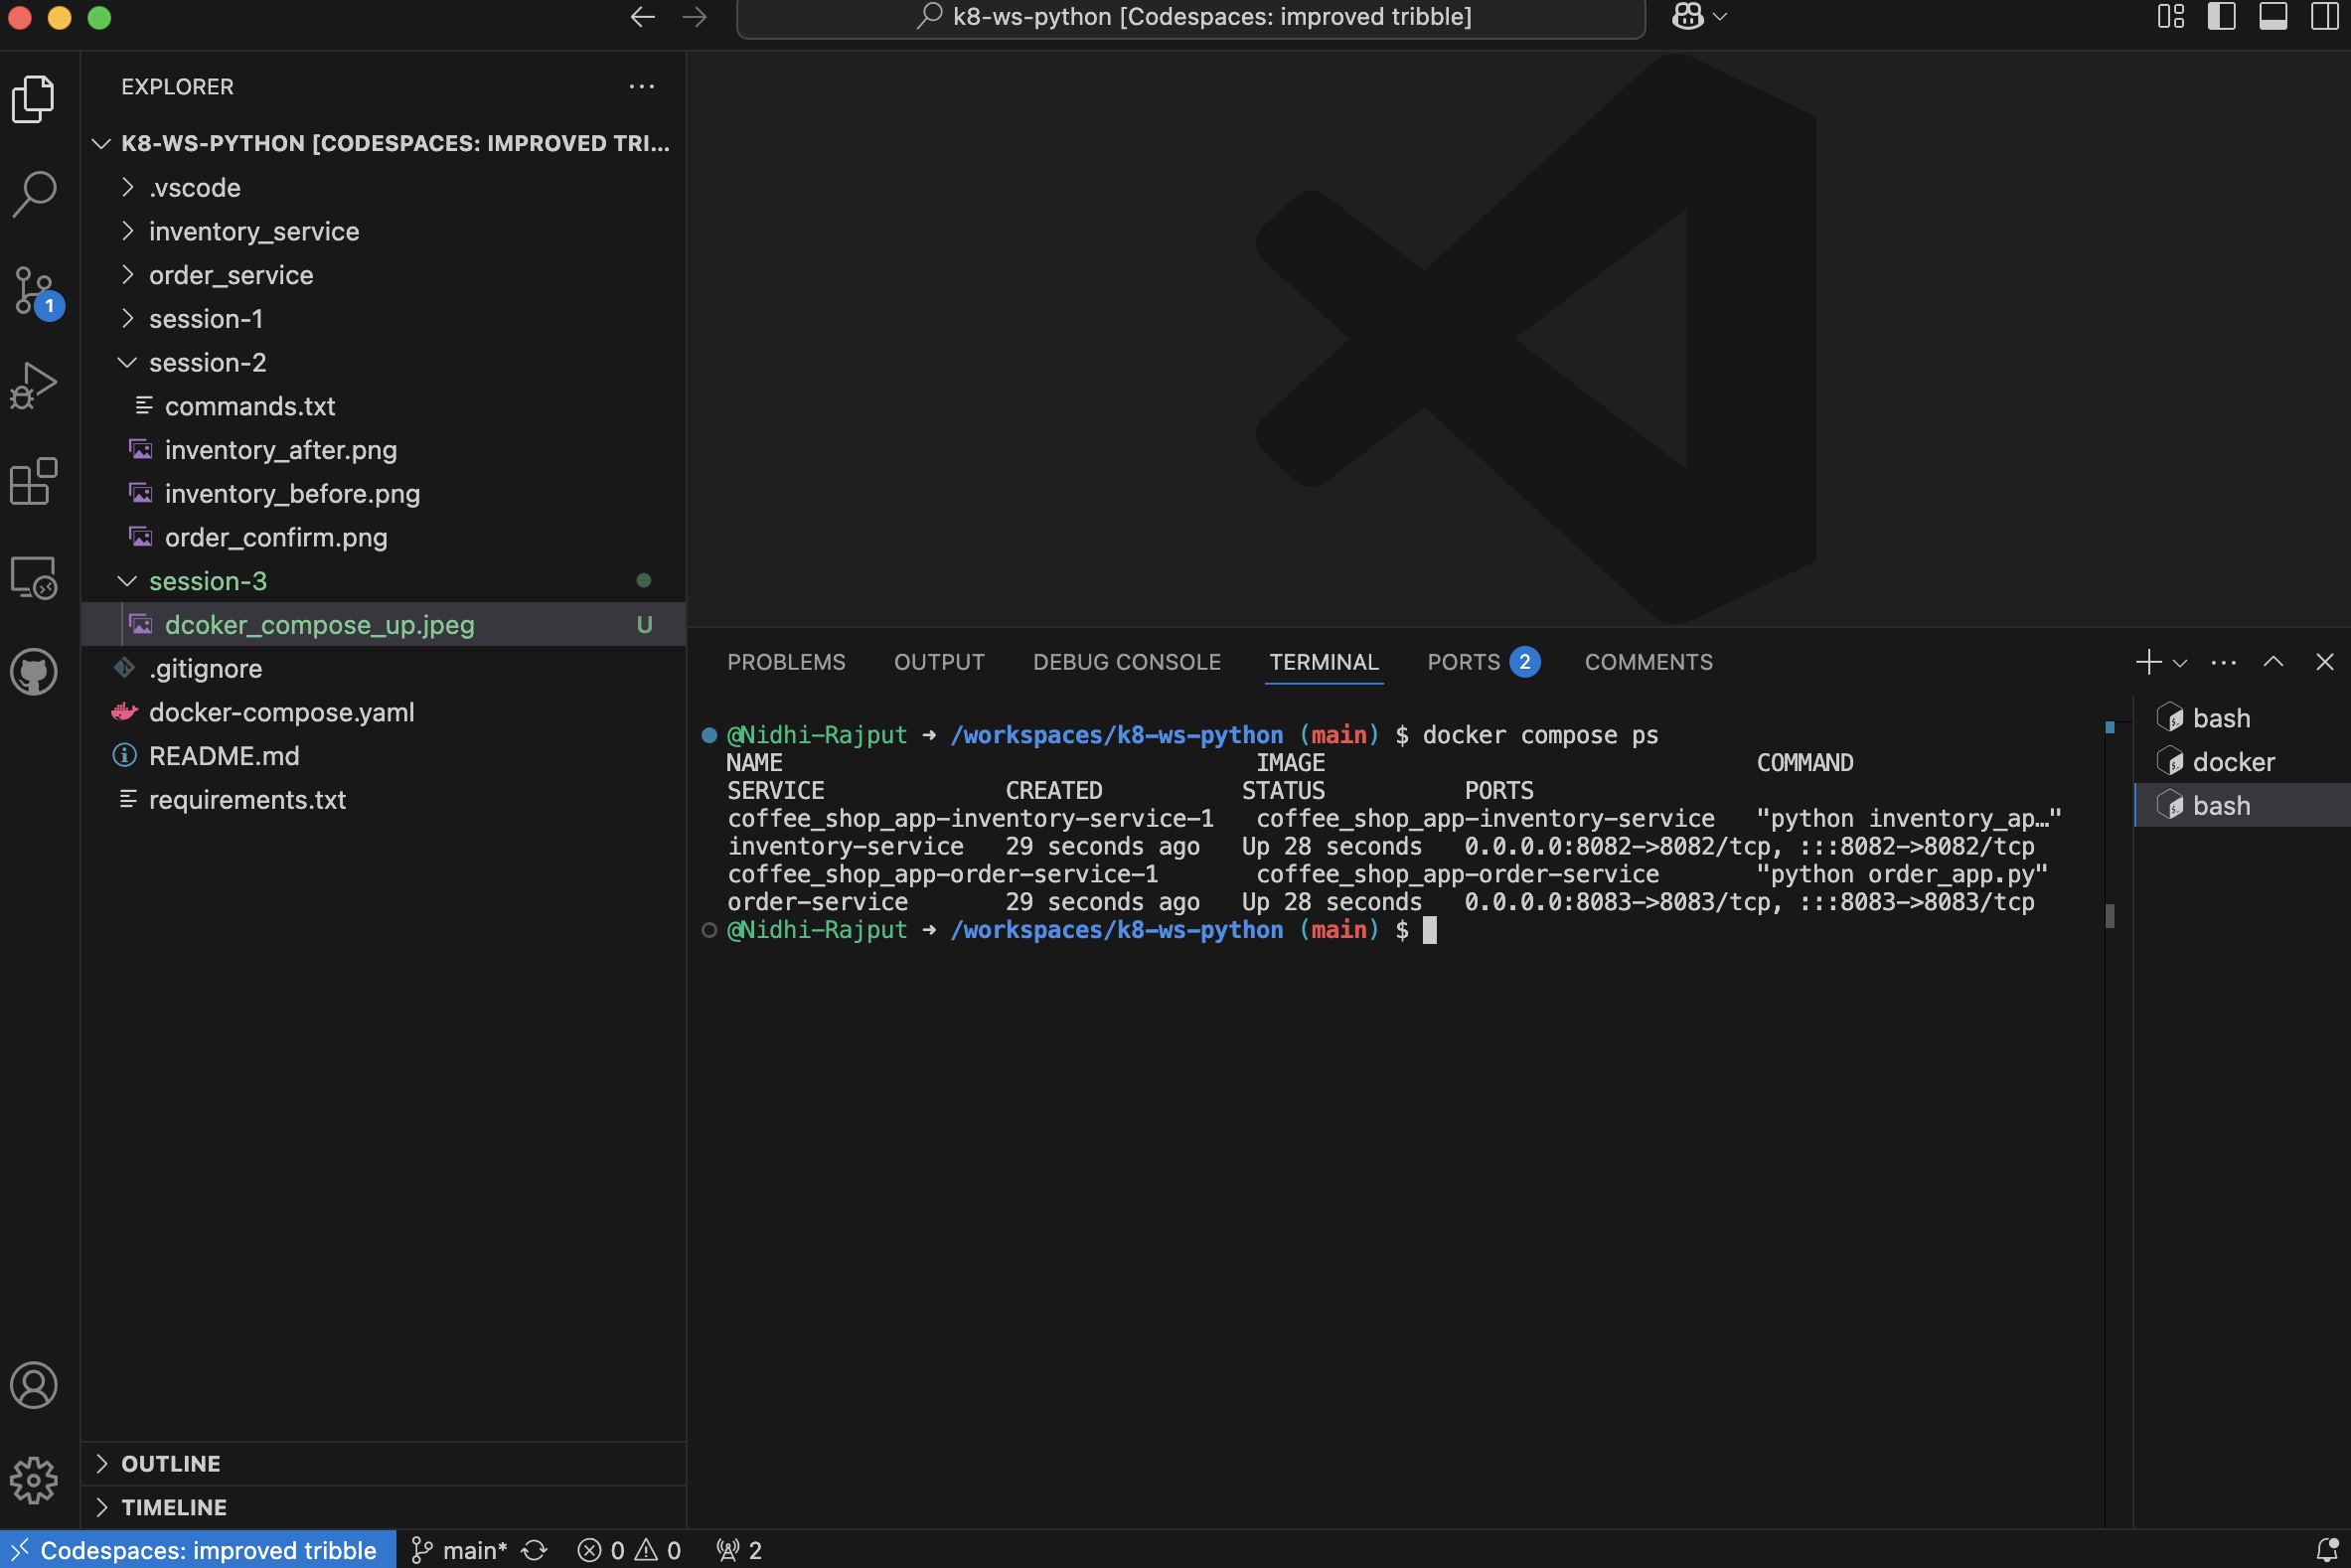 k8-ws-python [Codespaces: improved tribble]
EXPLORER
K8-WS-PYTHON [CODESPACES: IMPROVED TRI...
.vscode
inventory_service
order_service
session-1
1
session-2
commands.txt
inventory_after.png
inventory_before.png
order_confirm.png
session-3
dcoker_compose_up.jpeg U
.gitignore
docker-compose.yaml
README.md
requirements.txt
OUTLINE
TIMELINE
PROBLEMS OUTPUT DEBUG CONSOLE TERMINAL PORTS 2 COMMENTS
@Nidhi-Rajput → /workspaces/k8-ws-python (main) $ docker compose ps
NAME IMAGE COMMAND
SERVICE CREATED STATUS PORTS
coffee_shop_app-inventory-service-1 coffee_shop_app-inventory-service "python inventory_ap…"
inventory-service 29 seconds ago Up 28 seconds 0.0.0.0:8082->8082/tcp, :::8082->8082/tcp
coffee_shop_app-order-service-1 coffee_shop_app-order-service "python order_app.py"
order-service 29 seconds ago Up 28 seconds 0.0.0.0:8083->8083/tcp, :::8083->8083/tcp
@Nidhi-Rajput → /workspaces/k8-ws-python (main) $
bash
docker
bash
Codespaces: improved tribble main* 0 0 2